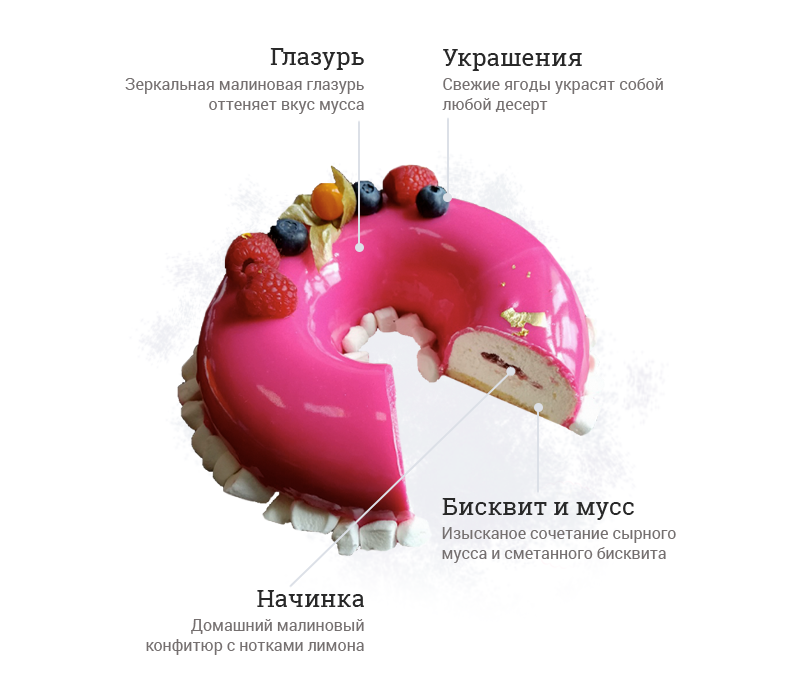 Глазурь
Зеркальная малиновая глазурь
оттеняет вкус мусса
Украшения
Свежие ягоды украсят собой
любой десерт
Бисквит и мусс
Изысканое сочетание сырного
мусса и сметанного бисквита
Начинка
Домашний малиновый
конфитюр с нотками лимона